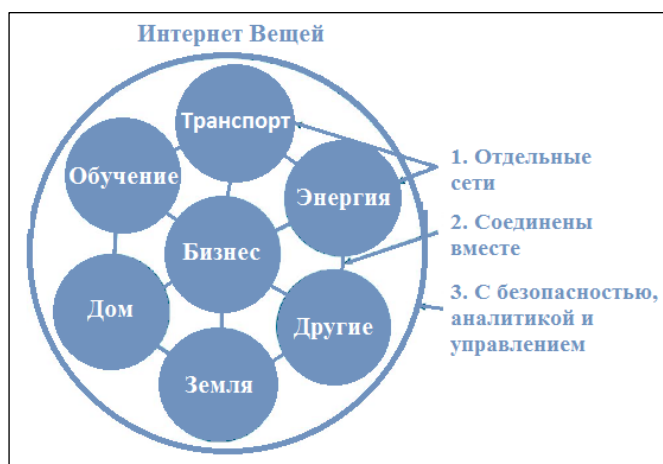 Интернет Вещей
Транспорт
Обучение
Энергия
Бизнес
Дом
Другие
Земля
1. Отдельные
сети
2. Соединены
вместе
3. С безопасностью,
аналитикой и
управлением